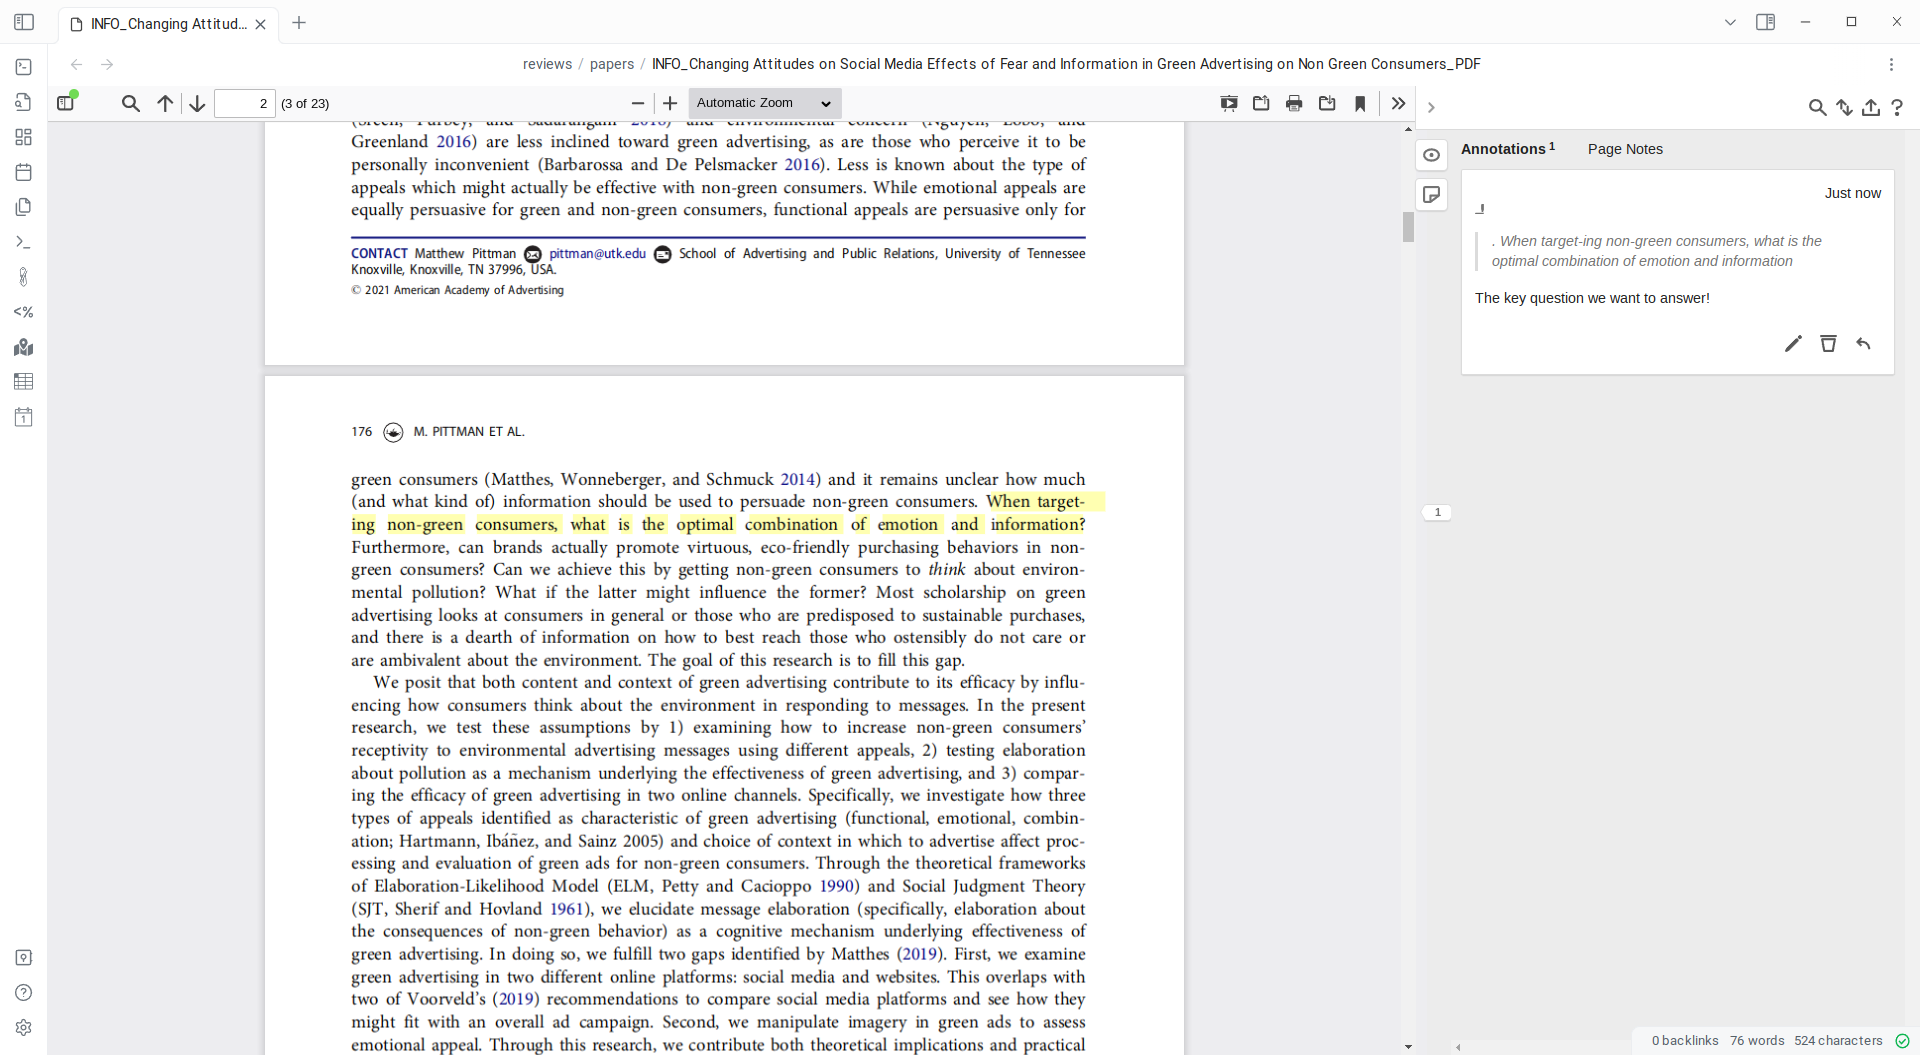 INFO_Changing Attitud...
reviews / papers / INFO_Changing Attitudes on Social Media Effects of Fear and Information in Green Advertising on Non Green Consumers_PDF
2 (3 of 23)
Automatic Zoom
(Green, Purbey, and Sadarangani 2016) and environmental concern (Nguyen, Lobo, and
Greenland 2016) are less inclined toward green advertising, as are those who perceive it to be
personally inconvenient (Barbarossa and De Pelsmacker 2016). Less is known about the type of
appeals which might actually be effective with non-green consumers. While emotional appeals are
equally persuasive for green and non-green consumers, functional appeals are persuasive only for
CONTACT Matthew Pittman pittman@utk.edu School of Advertising and Public Relations, University of Tennessee
Knoxville, Knoxville, TN 37996, USA.
© 2021 American Academy of Advertising
176 M. PITTMAN ET AL.
green consumers (Matthes, Wonneberger, and Schmuck 2014) and it remains unclear how much
(and what kind of) information should be used to persuade non-green consumers. When target-
ing non-green consumers, what is the optimal combination of emotion and information?
Furthermore, can brands actually promote virtuous, eco-friendly purchasing behaviors in non-
green consumers? Can we achieve this by getting non-green consumers to think about environ-
mental pollution? What if the latter might influence the former? Most scholarship on green
advertising looks at consumers in general or those who are predisposed to sustainable purchases,
and there is a dearth of information on how to best reach those who ostensibly do not care or
are ambivalent about the environment. The goal of this research is to fill this gap.
We posit that both content and context of green advertising contribute to its efficacy by influ-
encing how consumers think about the environment in responding to messages. In the present
research, we test these assumptions by 1) examining how to increase non-green consumers'
receptivity to environmental advertising messages using different appeals, 2) testing elaboration
about pollution as a mechanism underlying the effectiveness of green advertising, and 3) compar-
ing the efficacy of green advertising in two online channels. Specifically, we investigate how three
types of appeals identified as characteristic of green advertising (functional, emotional, combin-
ation; Hartmann, Ibáñez, and Sainz 2005) and choice of context in which to advertise affect proc-
essing and evaluation of green ads for non-green consumers. Through the theoretical frameworks
of Elaboration-Likelihood Model (ELM, Petty and Cacioppo 1990) and Social Judgment Theory
(SJT, Sherif and Hovland 1961), we elucidate message elaboration (specifically, elaboration about
the consequences of non-green behavior) as a cognitive mechanism underlying effectiveness of
green advertising. In doing so, we fulfill two gaps identified by Matthes (2019). First, we examine
green advertising in two different online platforms: social media and websites. This overlaps with
two of Voorveld's (2019) recommendations to compare social media platforms and see how they
might fit with an overall ad campaign. Second, we manipulate imagery in green ads to assess
emotional appeal. Through this research, we contribute both theoretical implications and practical
Annotations 1 Page Notes
Just now
. When target-ing non-green consumers, what is the
optimal combination of emotion and information
The key question we want to answer!
1
0 backlinks 76 words 524 characters